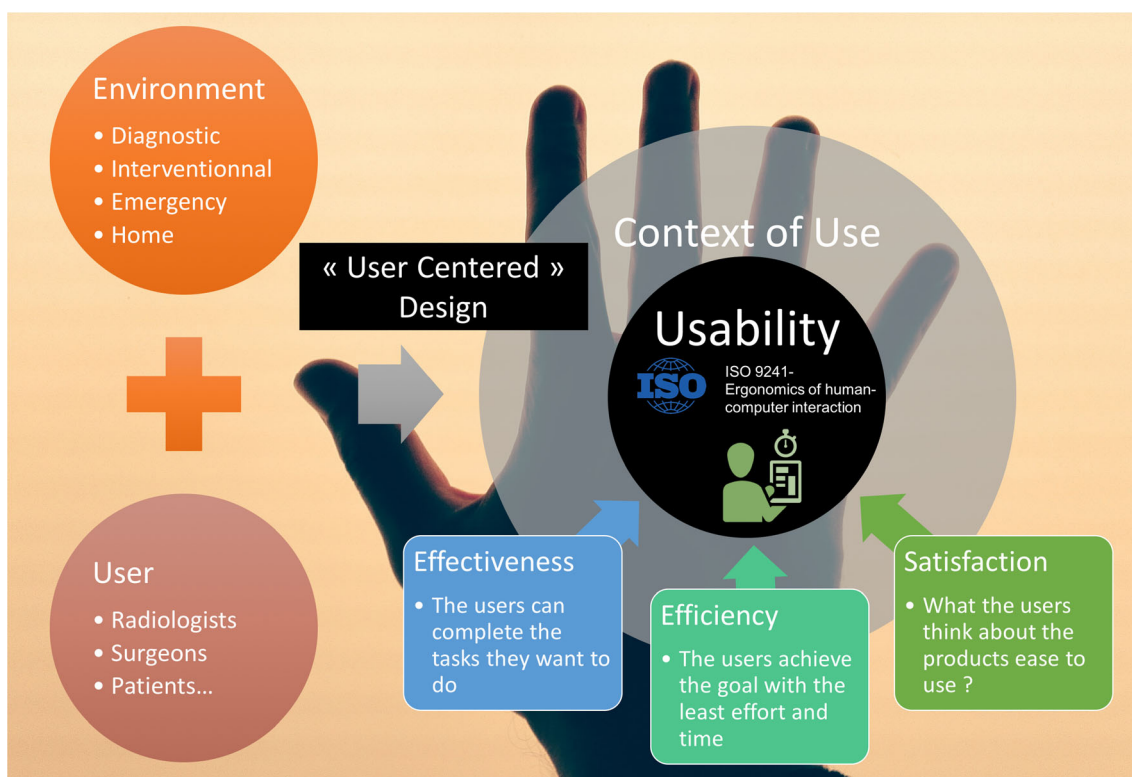 Environment
• Diagnostic
• Interventionnal
• Emergency
• Home
« User Centered »
Design
User
• Radiologists
• Surgeons
• Patients...
Context of Use
Usability
ISO
ISO 9241-
Ergonomics of human-
computer interaction
Effectiveness
• The users can
complete the
tasks they want to
do
Efficiency
• The users achieve
the goal with the
least effort and
time
Satisfaction
• What the users
think about the
products ease to
use ?